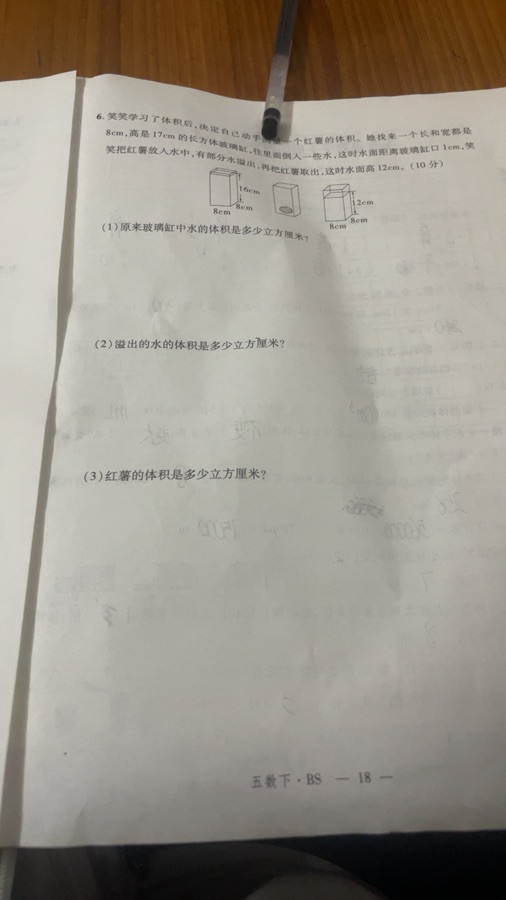 6. 笑笑学习了体积后,决定自己动手 量一个红薯的体积。她找来一个长和宽都是
8cm,高是17cm的长方体玻璃缸,往里面倒入一些水,这时水面距离玻璃缸口1cm,笑
笑把红薯放入水中,有部分水溢出,再把红薯取出,这时水面高12cm。(10分)
16cm
8cm
8cm
12cm
8cm
8cm
(1)原来玻璃缸中水的体积是多少立方厘米?
(2)溢出的水的体积是多少立方厘米?
(3)红薯的体积是多少立方厘米?
五数下·BS — 18 —